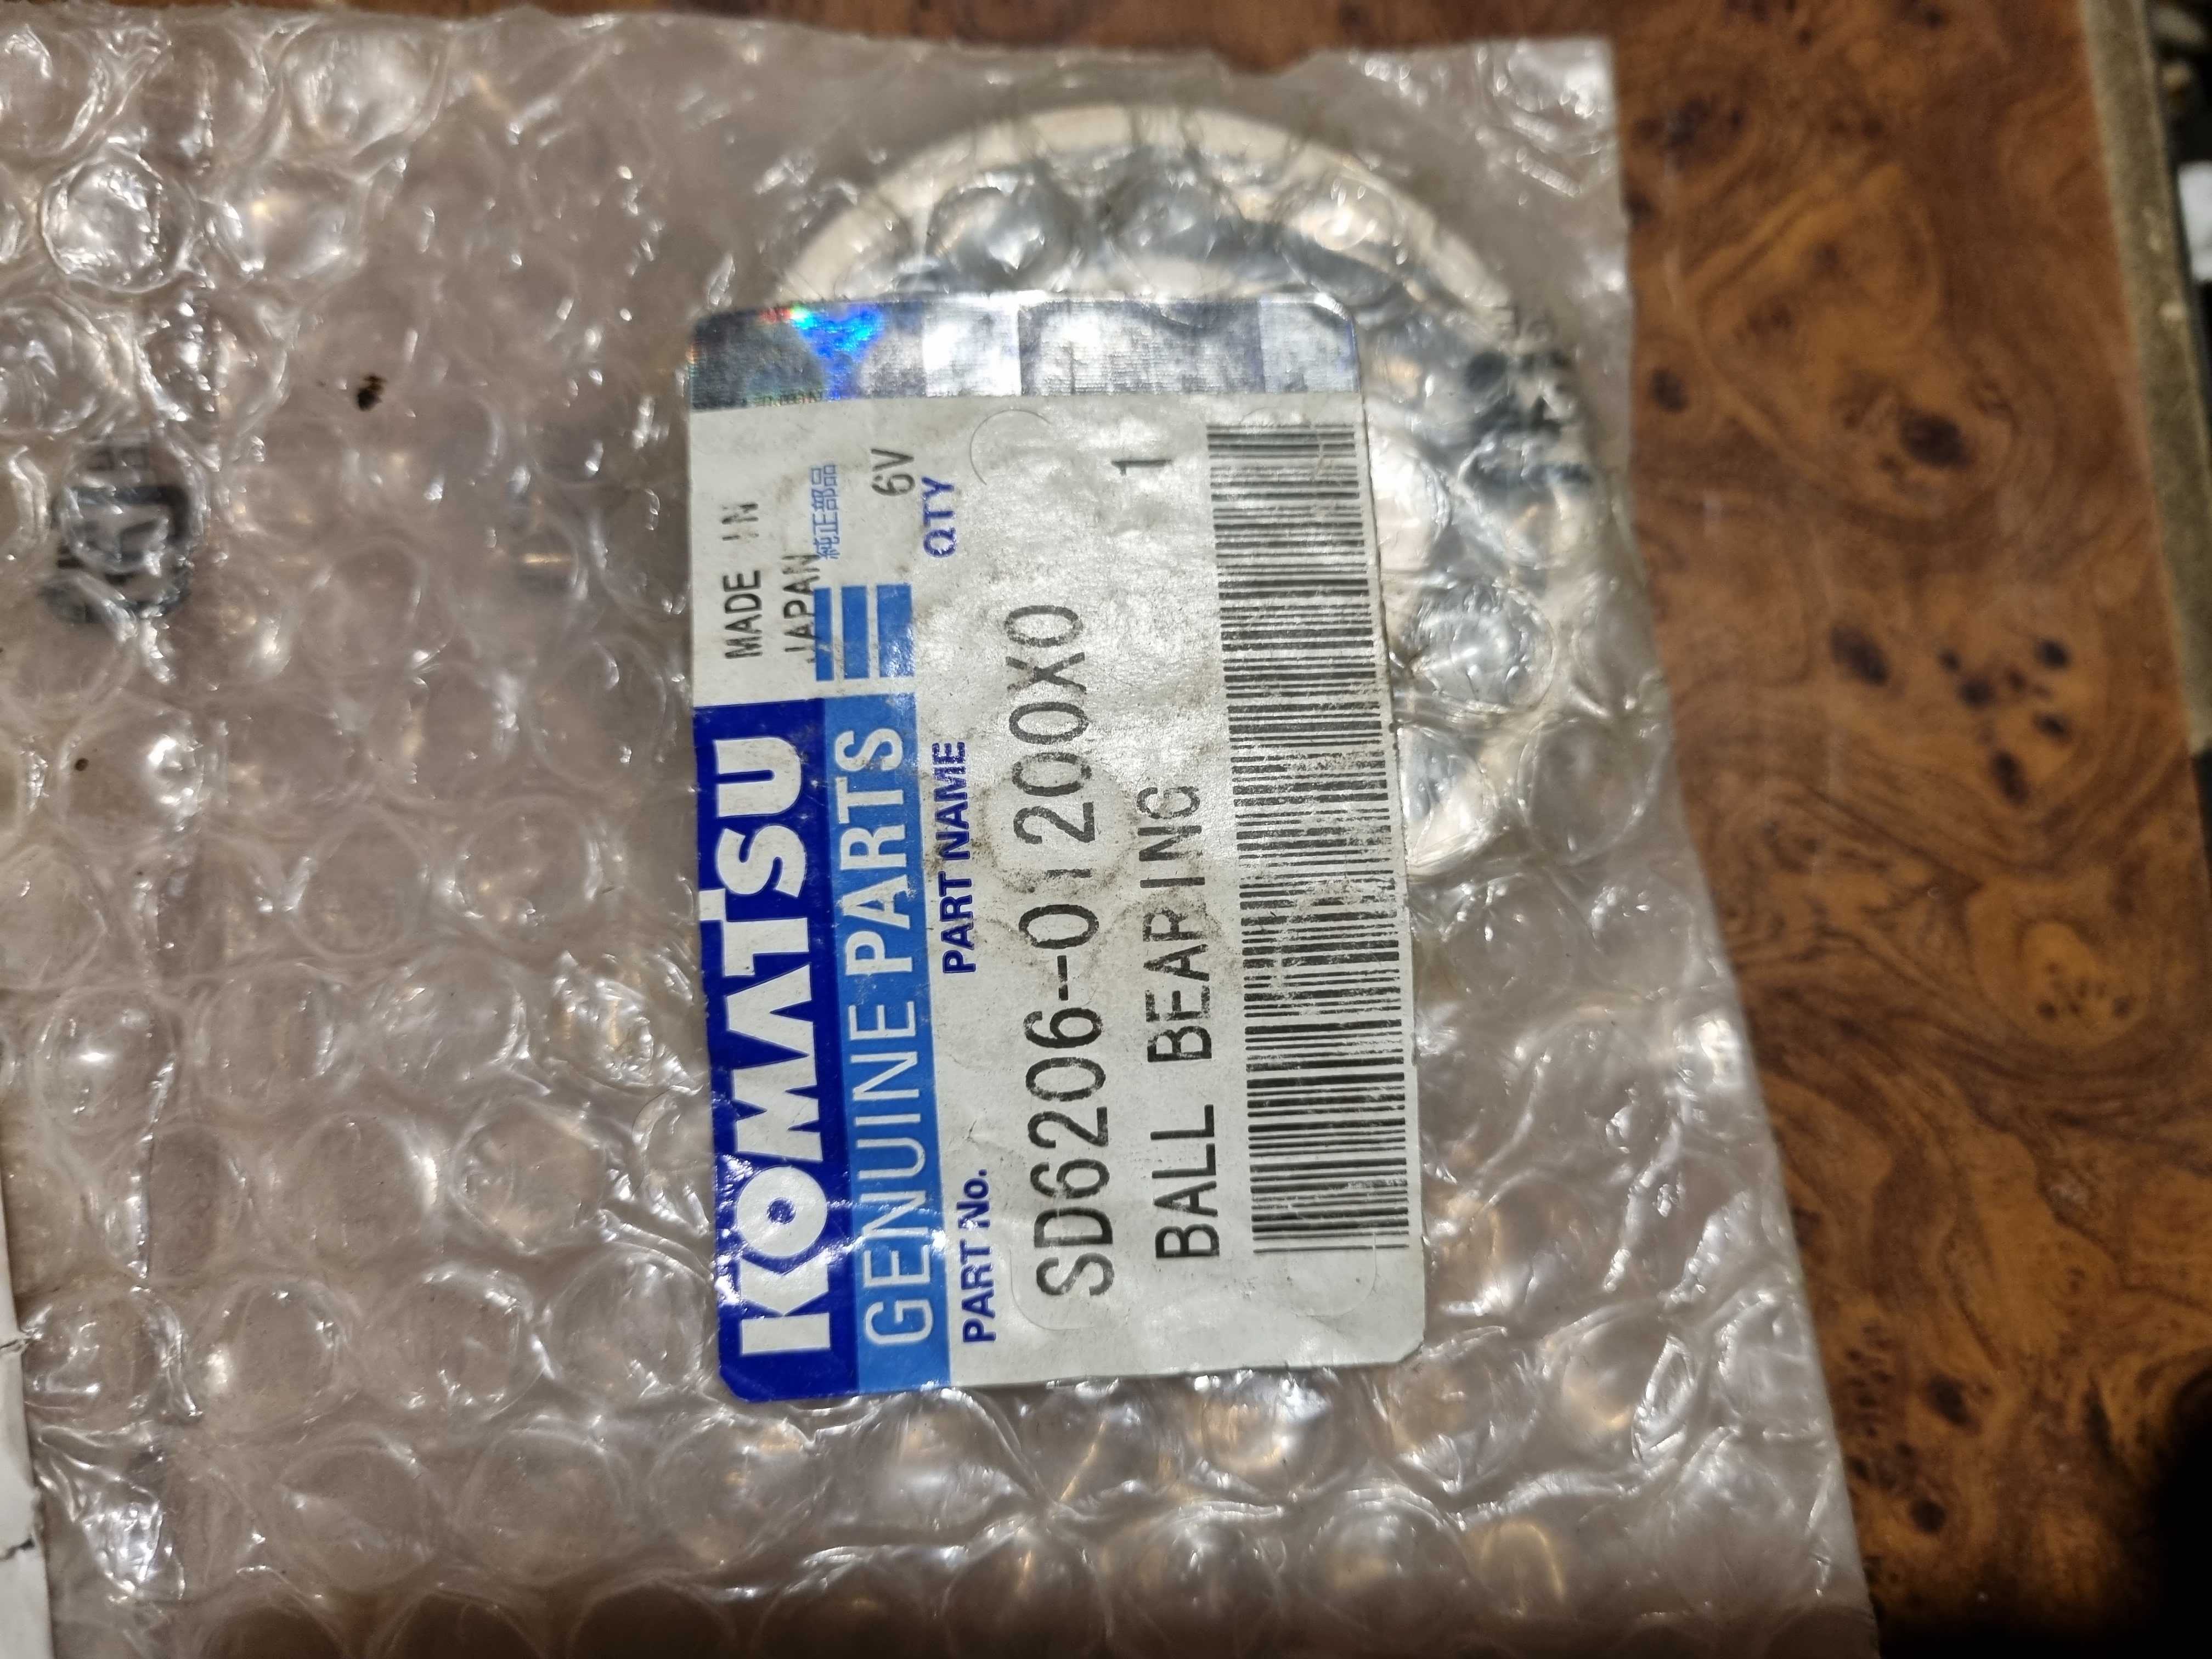 MADE IN
JAPAN
純正部品
6V
KOMATSU
GENUINE PARTS
PART No. PART NAME QTY
SD6206--01200X0
BALL BEARING 1